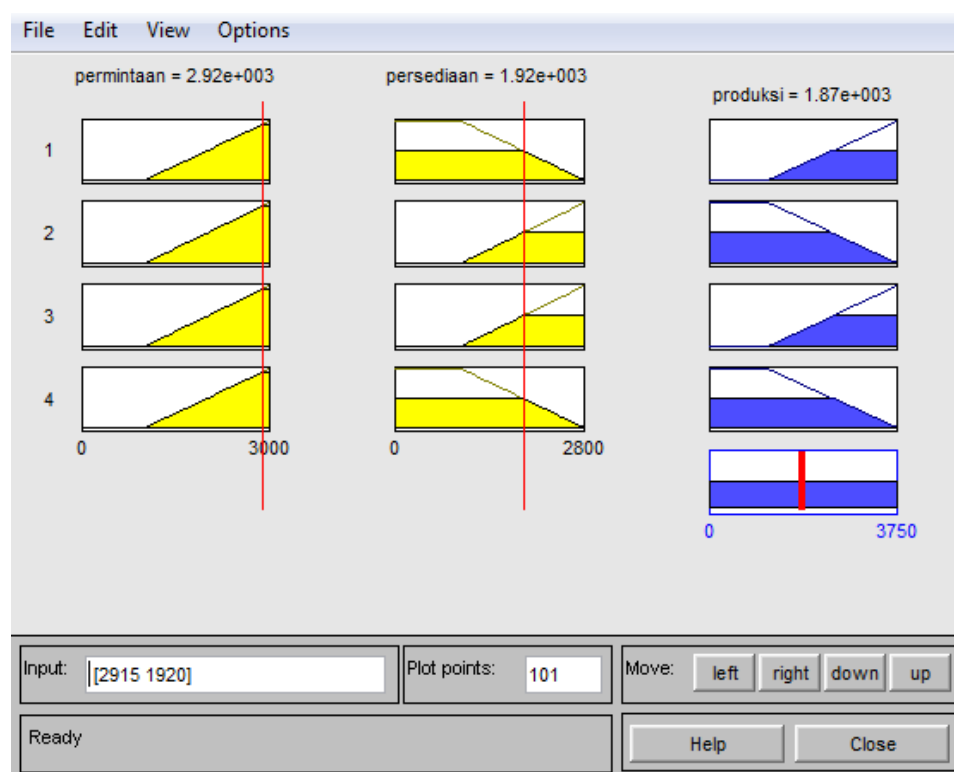 File Edit View Options
permintaan = 2.92e+003 persediaan = 1.92e+003 produksi = 1.87e+003
1
2
3
4
0 3000 0 2800
0 3750
Input: [2915 1920] Plot points: 101 Move: left right down up
Ready Help Close